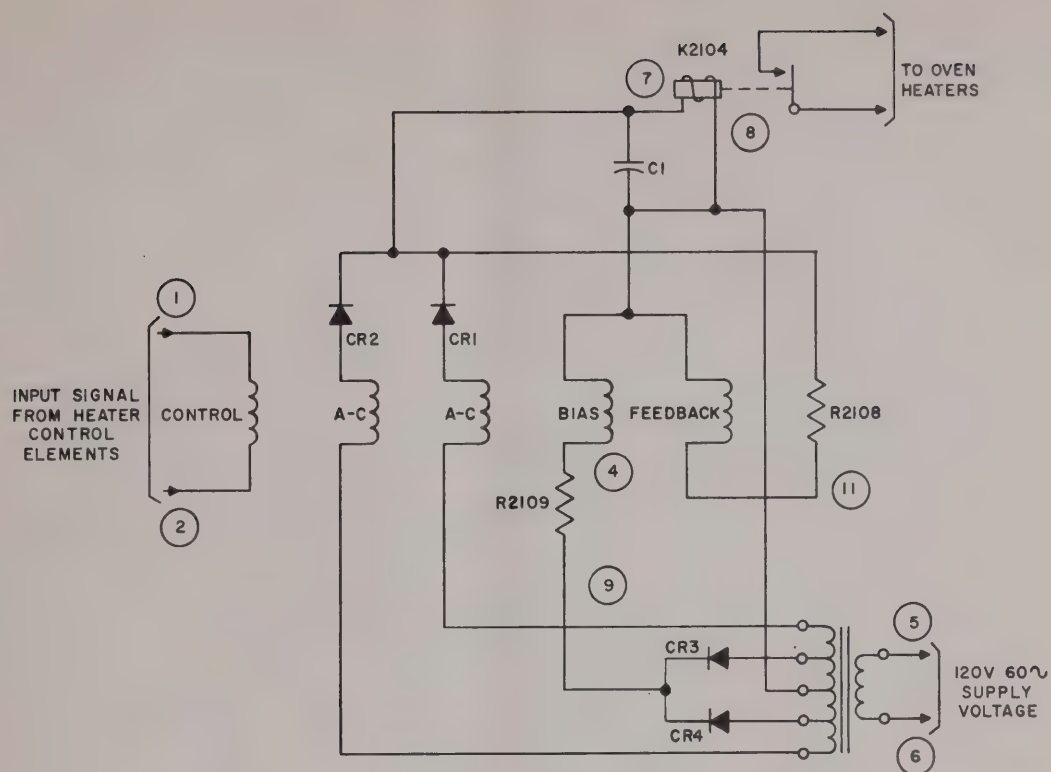 K2104
7
TO OVEN
HEATERS
8
C1
1
CR2
CR1
INPUT SIGNAL
FROM HEATER
CONTROL
ELEMENTS
CONTROL
A-C
A-C
BIAS
FEEDBACK
R2108
4
11
R2109
2
9
5
CR3
120V 60~
SUPPLY
VOLTAGE
CR4
6